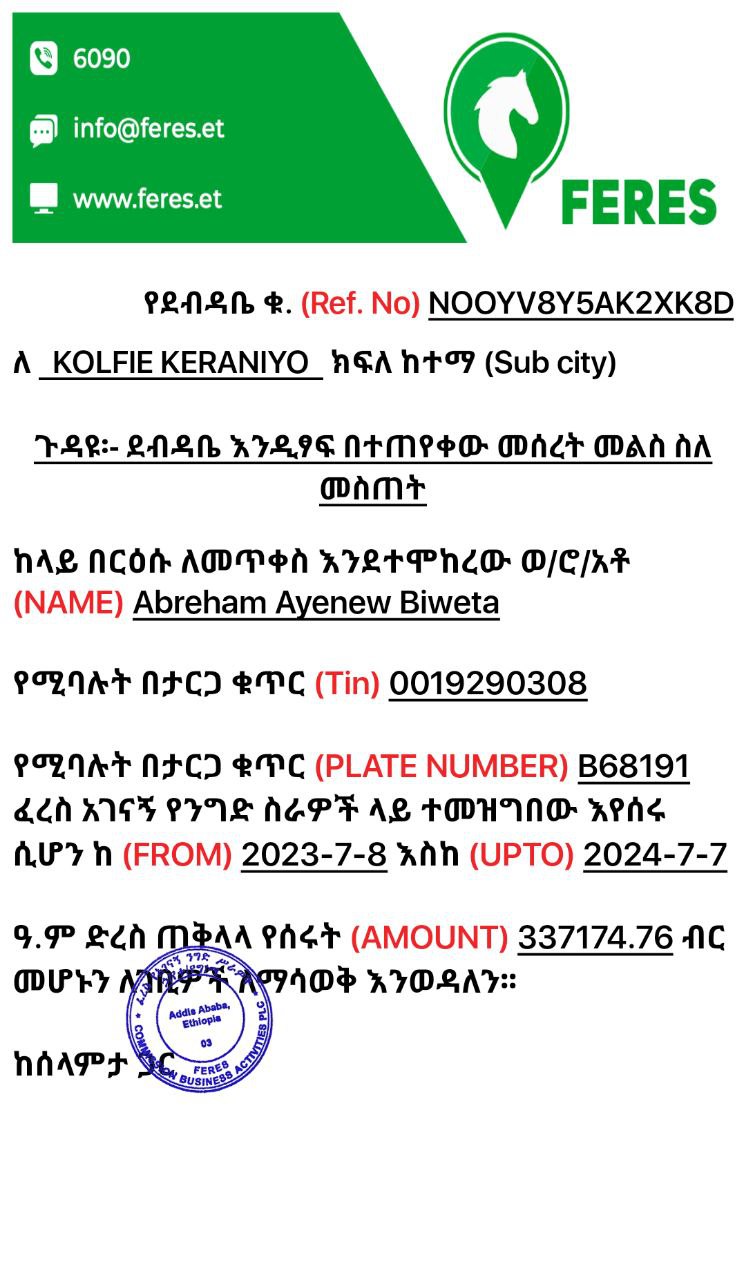 6090
info@feres.et
www.feres.et
FERES
የደብዳቤ ቁ. (Ref. No) NOOYV8Y5AK2XK8D
ለ KOLFIE KERANIYO ክፍለ ከተማ (Sub city)
ጉዳዩ፡- ደብዳቤ እንዲፃፍ በተጠየቀው መሰረት መልስ ስለ
መስጠት
ከላይ በርዕሱ ለመጥቀስ እንደተሞከረው ወ/ሮ/አቶ
(NAME) Abreham Ayenew Biweta
የሚባሉት በታርጋ ቁጥር (Tin) 0019290308
የሚባሉት በታርጋ ቁጥር (PLATE NUMBER) B68191
ፈረስ አገናኝ የንግድ ስራዎች ላይ ተመዝግበው እየሰሩ
ሲሆን ከ (FROM) 2023-7-8 እስከ (UPTO) 2024-7-7
ዓ.ም ድረስ ጠቅላላ የሰሩት (AMOUNT) 337174.76 ብር
መሆኑን ለገቢዎች ለማሳወቅ እንወዳለን።
ከሰላምታ ጋር
Addis Ababa,
Ethiopia
03
FERES
COMMISSION BUSINESS ACTIVITIES PLC